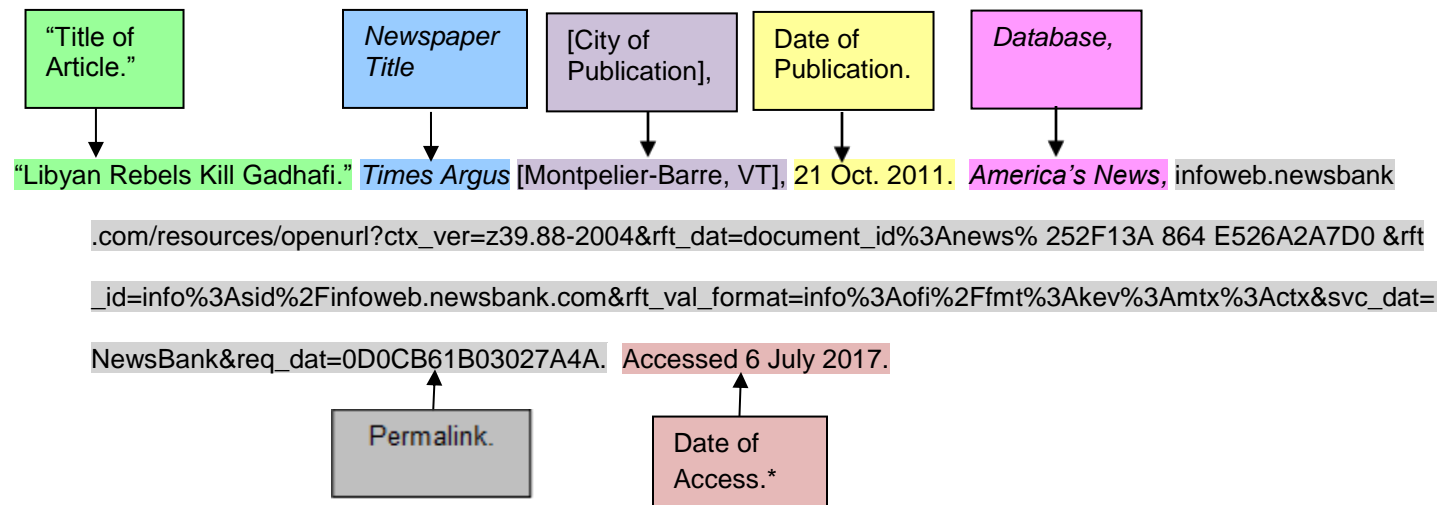 “Title of
Article.”
Newspaper
Title
[City of
Publication],
Date of
Publication.
Database,
“Libyan Rebels Kill Gadhafi.” Times Argus [Montpelier-Barre, VT], 21 Oct. 2011. America’s News, infoweb.newsbank
.com/resources/openurl?ctx_ver=z39.88-2004&rft_dat=document_id%3Anews% 252F13A 864 E526A2A7D0 &rft
_id=info%3Asid%2Finfoweb.newsbank.com&rft_val_format=info%3Aofi%2Ffmt%3Akev%3Amtx%3Actx&svc_dat=
NewsBank&req_dat=0D0CB61B03027A4A. Accessed 6 July 2017.
Permalink.
Date of
Access.*